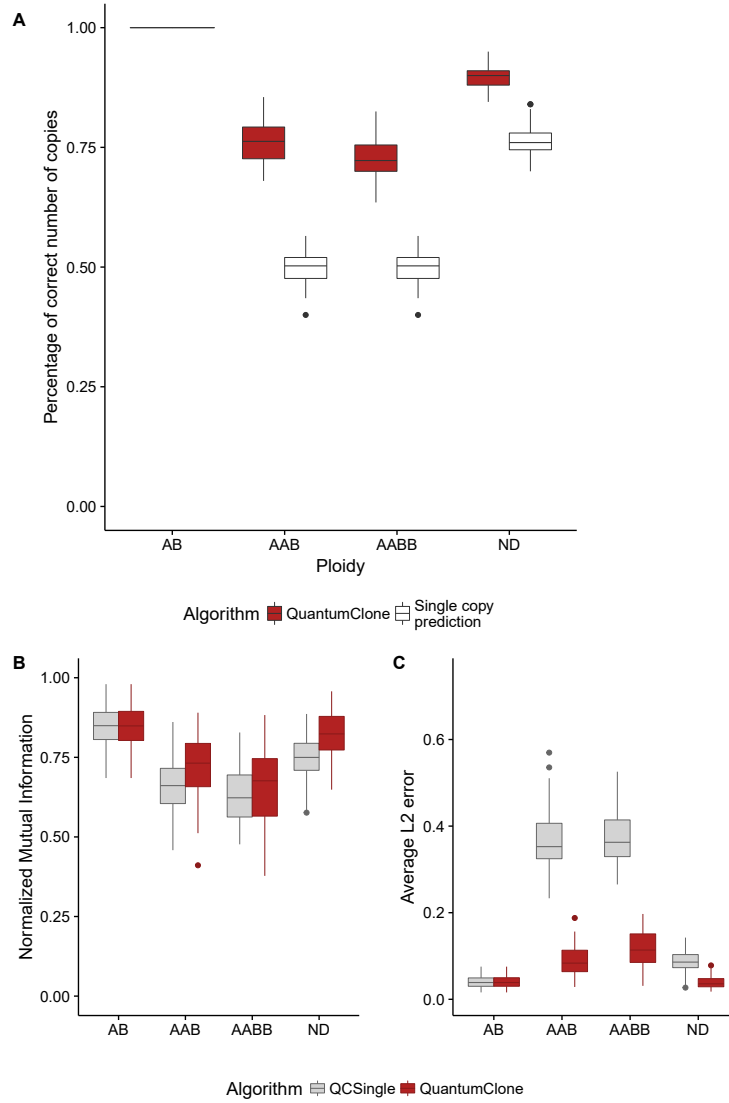 A
Percentage of correct number of copies
1.00
0.75
0.50
0.25
0.00
AB AAB AABB ND
Ploidy
Algorithm QuantumClone Single copy
prediction
B
Normalized Mutual Information
1.00
0.75
0.50
0.25
0.00
AB AAB AABB ND
C
Average L2 error
0.6
0.4
0.2
0.0
AB AAB AABB ND
Algorithm QCSingle QuantumClone